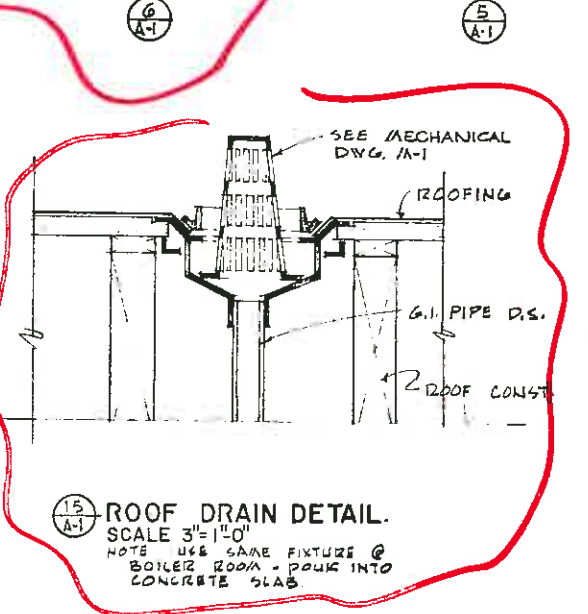 6
A-1
5
A-1
SEE MECHANICAL
DWG. M-1
ROOFING
G.I. PIPE D.S.
ROOF CONST.
15
A-1
ROOF DRAIN DETAIL.
SCALE 3"=1'-0"
NOTE USE SAME FIXTURE @
BOILER ROOM - POUR INTO
CONCRETE SLAB.